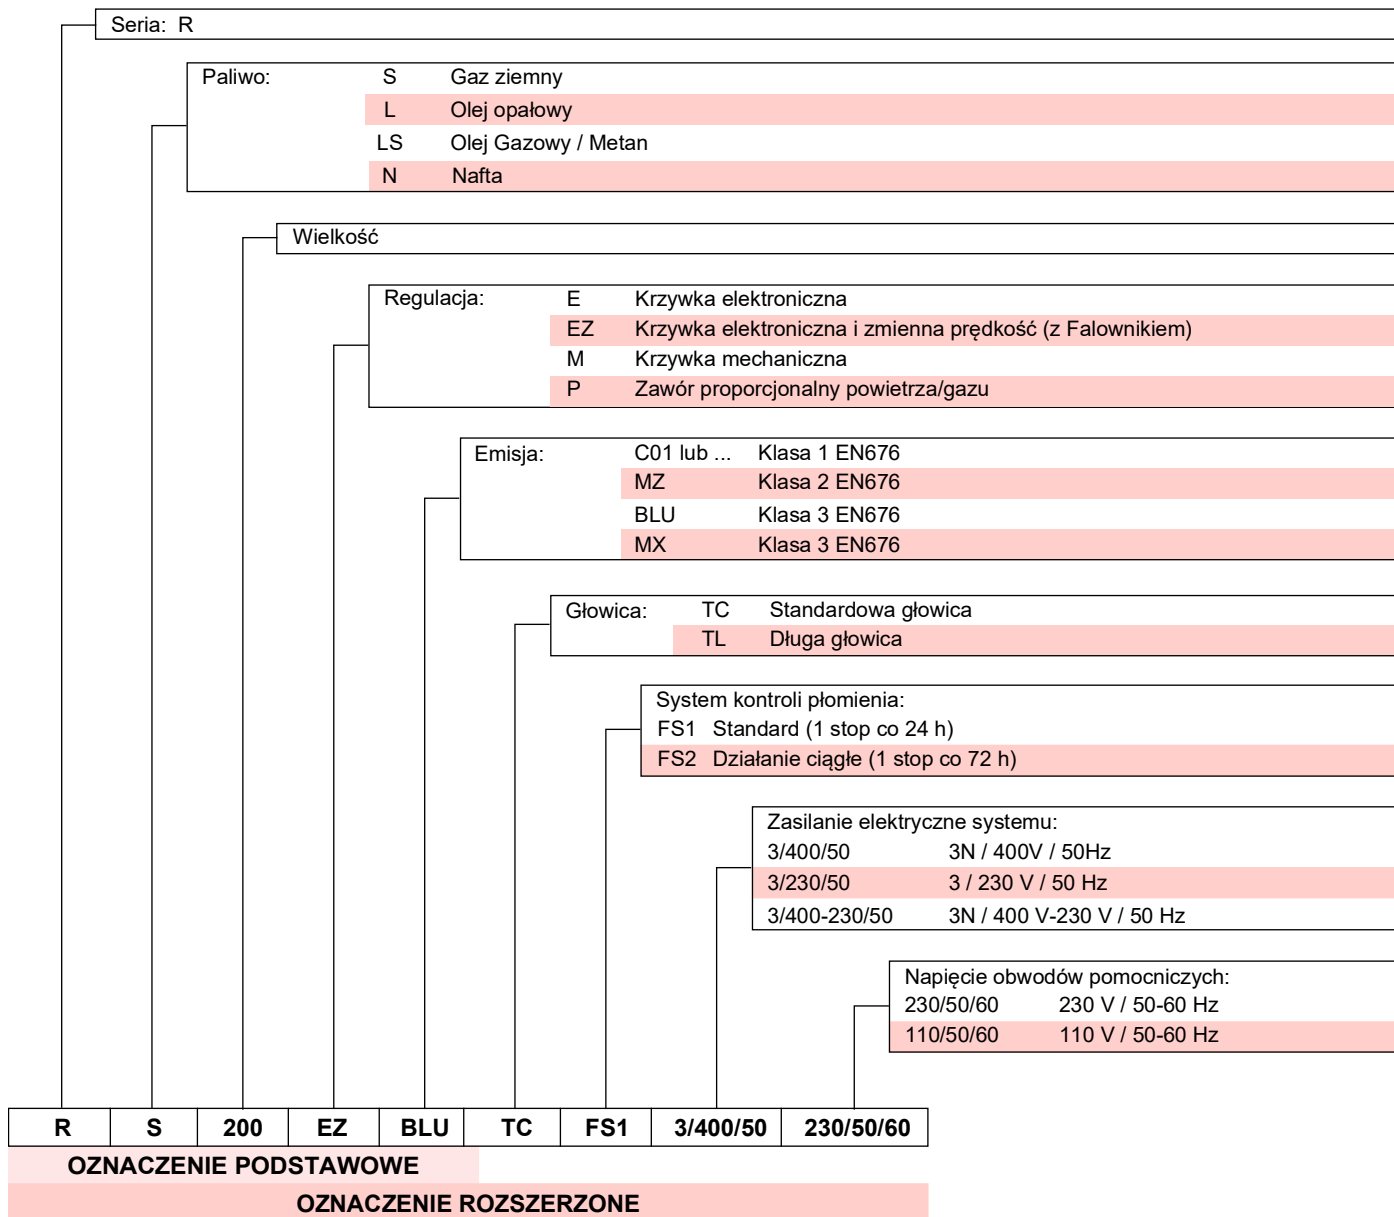 Seria: R
Paliwo: S Gaz ziemny
L Olej opałowy
LS Olej Gazowy / Metan
N Nafta
Wielkość
Regulacja: E Krzywka elektroniczna
EZ Krzywka elektroniczna i zmienna prędkość (z Falownikiem)
M Krzywka mechaniczna
P Zawór proporcjonalny powietrza/gazu
Emisja: C01 lub ... Klasa 1 EN676
MZ Klasa 2 EN676
BLU Klasa 3 EN676
MX Klasa 3 EN676
Głowica: TC Standardowa głowica
TL Długa głowica
System kontroli płomienia:
FS1 Standard (1 stop co 24 h)
FS2 Działanie ciągłe (1 stop co 72 h)
Zasilanie elektryczne systemu:
3/400/50 3N / 400V / 50Hz
3/230/50 3 / 230 V / 50 Hz
3/400-230/50 3N / 400 V-230 V / 50 Hz
Napięcie obwodów pomocniczych:
230/50/60 230 V / 50-60 Hz
110/50/60 110 V / 50-60 Hz
R S 200 EZ BLU TC FS1 3/400/50 230/50/60
OZNACZENIE PODSTAWOWE
OZNACZENIE ROZSZERZONE